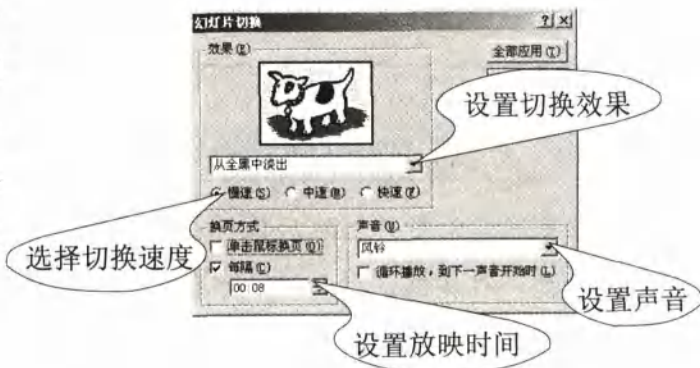 幻灯片切换
效果(E)
全部应用(T)
设置切换效果
从全黑中淡出
慢速(S) 中速(M) 快速(F)
选择切换速度
换页方式
单击鼠标换页(O)
每隔(C)
00:08
声音(U)
风铃
循环播放,到下一声音开始时(L)
设置声音
设置放映时间